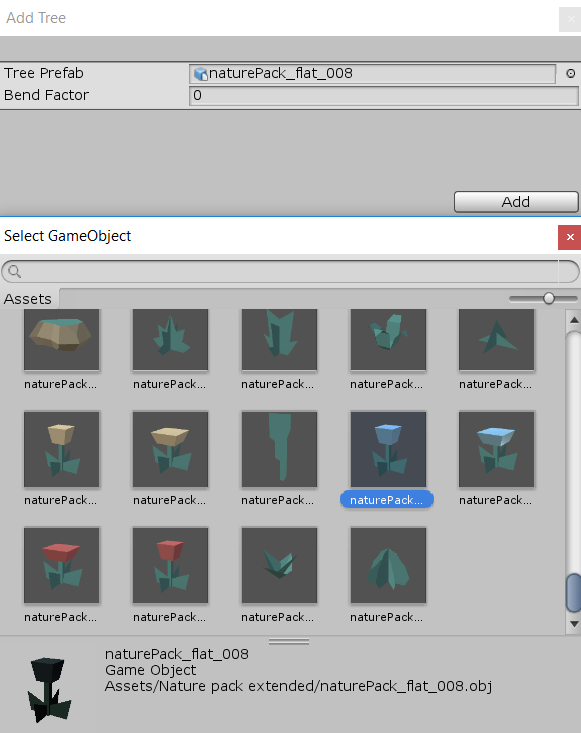 Add Tree
Tree Prefab naturePack_flat_008
Bend Factor 0
Add
Select GameObject
Assets
naturePack... naturePack... naturePack... naturePack... naturePack...
naturePack... naturePack... naturePack... naturePack... naturePack...
naturePack... naturePack... naturePack... naturePack...
naturePack_flat_008
Game Object
Assets/Nature pack extended/naturePack_flat_008.obj